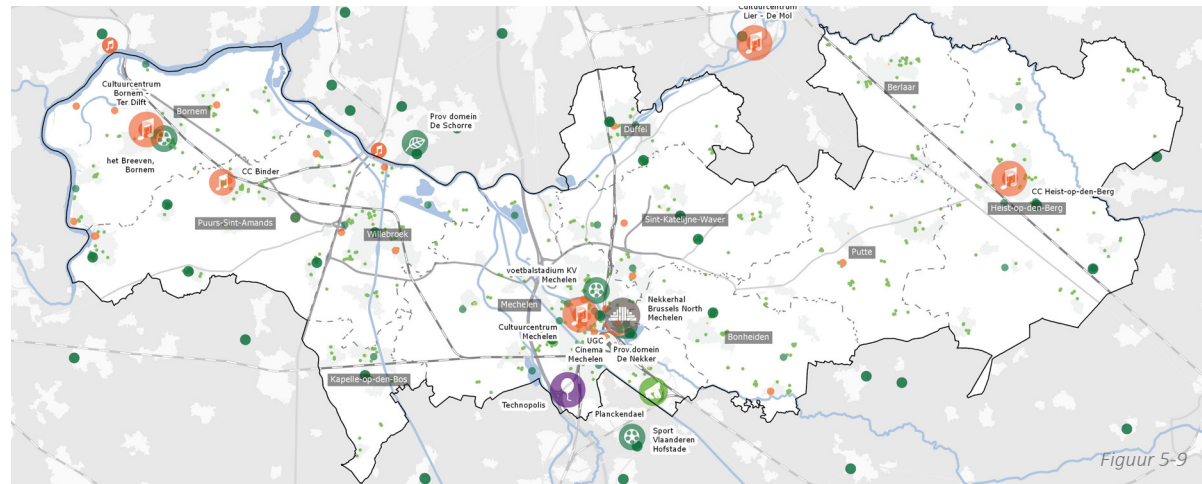 Cultuurcentrum
Lier - De Mol
Cultuurcentrum
Bornem -
Ter Dilft
Bornem
Prov domein
De Schorre
Duffel
Berlaar
het Breeven,
Bornem
CC Binder
CC Heist-op-den-Berg
Heist-op-den-Berg
Puurs-Sint-Amands
Willebroek
Sint-Katelijne-Waver
Putte
voetbalstadium KV
Mechelen
Mechelen
Nekkerhal
Brussels North
Mechelen
Cultuurcentrum
Mechelen
UGC
Cinema
Mechelen
Prov.domein
De Nekker
Bonheiden
Kapelle-op-den-Bos
Technopolis
Planckendael
Sport
Vlaanderen
Hofstade
Figuur 5-9